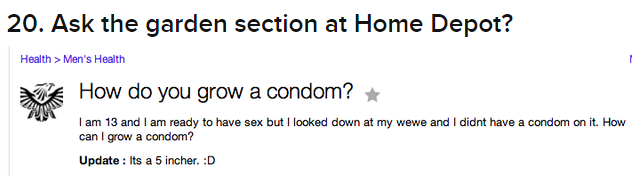 20. Ask the garden section at Home Depot?
Health > Men's Health
How do you grow a condom?
I am 13 and I am ready to have sex but I looked down at my wewe and I didnt have a condom on it. How
can I grow a condom?
Update : Its a 5 incher. :D